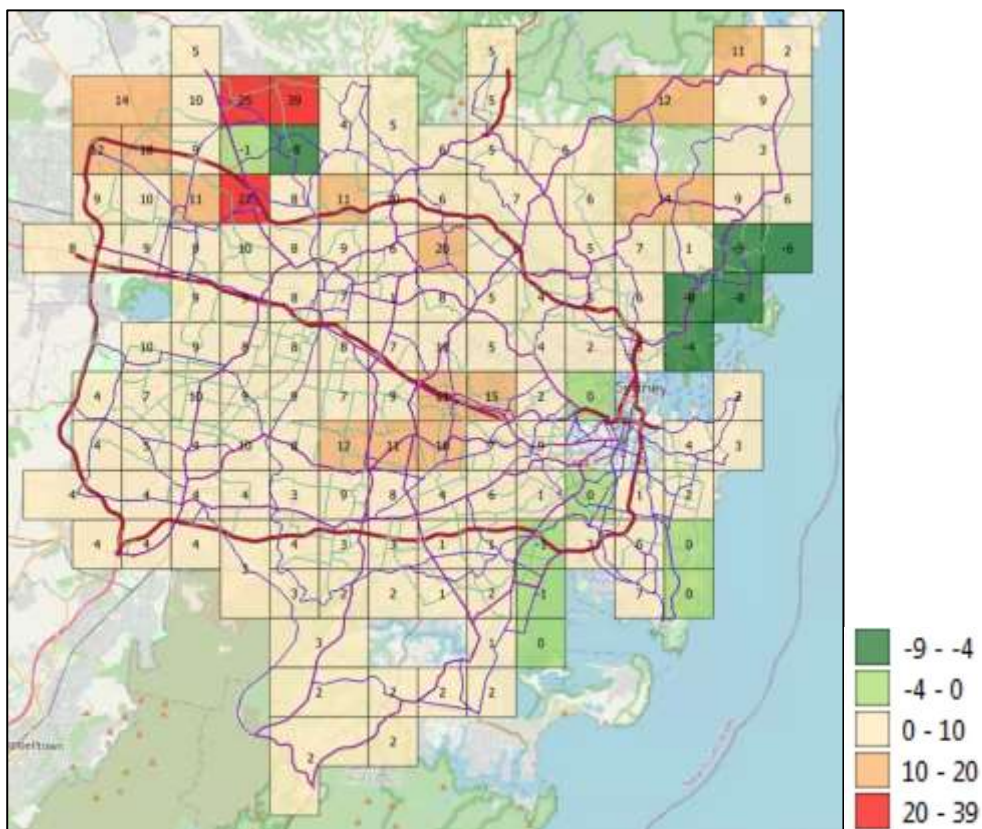 5 5 11 2
14 10 25 39 4 5 5 12 9
12 9 -1 6 5 6 3
9 10 11 8 11 6 7 6 14 9 6
8 9 8 10 8 9 6 20 5 7 1 -6
9 8 7 1 8 5 4 6
10 9 8 8 7 5 4 2 -4
4 7 10 9 7 9 15 2 0 Sydney 2
4 5 10 8 12 11 4 3
4 4 4 4 3 9 8 4 6 1 0 1 2
4 4 4 4 3 1 6 0
3 2 2 1 2 -1 7 0
3 1 0
2 2 2 2
2 2
-9 - -4
-4 - 0
0 - 10
10 - 20
20 - 39